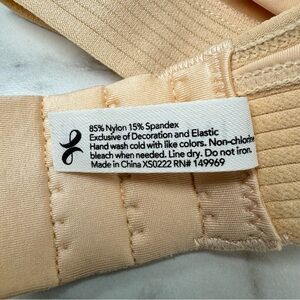 85% Nylon 15% Spandex
Exclusive of Decoration and Elastic
Hand wash cold with like colors. Non-chlorine
bleach when needed. Line dry. Do not iron.
Made in China XS0222 RN# 149969